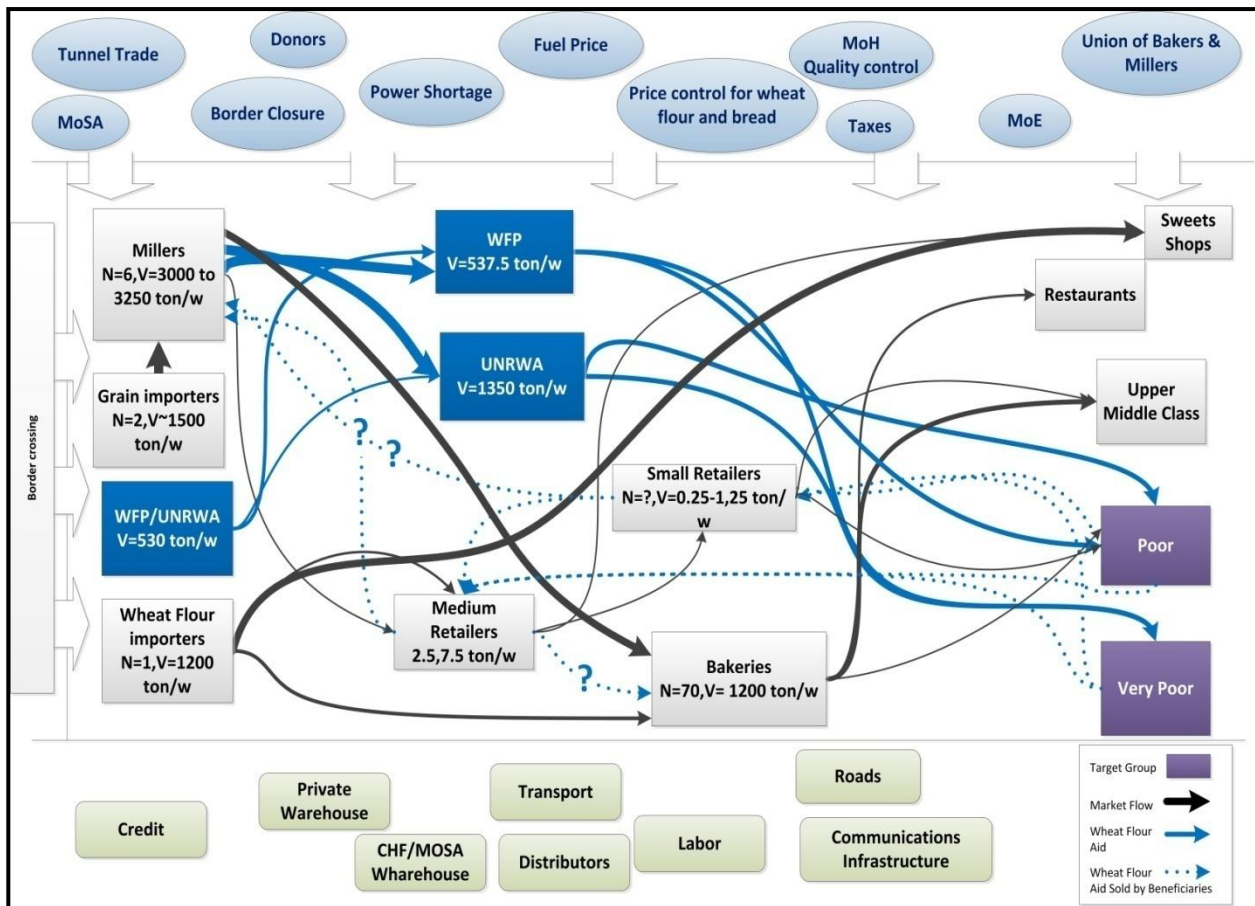 Tunnel Trade
Donors
Fuel Price
MoH
Quality control
Union of Bakers &
Millers
MoSA
Border Closure
Power Shortage
Price control for wheat
flour and bread
Taxes
MoE
Border crossing
Millers
N=6,V=3000 to
3250 ton/w
WFP
V=537.5 ton/w
Sweets
Shops
Restaurants
UNRWA
V=1350 ton/w
Grain importers
N=2,V~1500
ton/w
Upper
Middle Class
?
?
Small Retailers
N=?,V=0.25-1,25 ton/
w
WFP/UNRWA
V=530 ton/w
Poor
Wheat Flour
importers
N=1,V=1200
ton/w
Medium
Retailers
2.5,7.5 ton/w
?
Bakeries
N=70,V= 1200 ton/w
Very Poor
Credit
Private
Warehouse
CHF/MOSA
Wharehouse
Transport
Distributors
Labor
Roads
Communications
Infrastructure
Target Group
Market Flow
Wheat Flour
Aid
Wheat Flour
Aid Sold by Beneficiaries